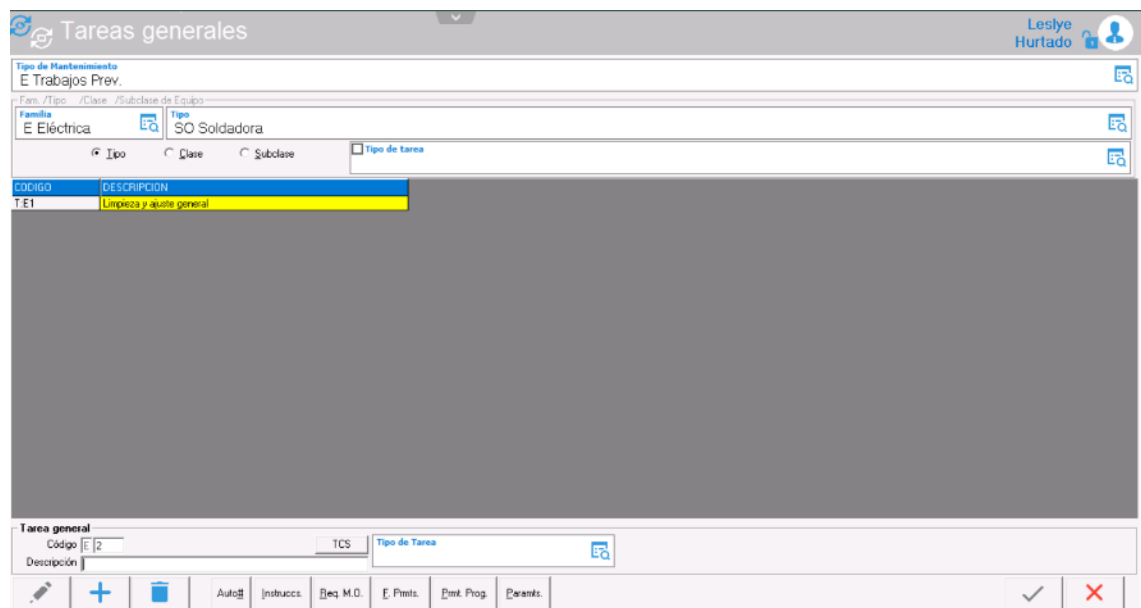 Tareas generales
Leslye
Hurtado
Tipo de Mantenimiento
E Trabajos Prev.
Fam. /Tipo /Clase /Subclase de Equipo
Familia
E Eléctrica
Tipo
SO Soldadora
Tipo
Clase
Subclase
Tipo de tarea
CODIGO DESCRIPCION
T:E1 Limpieza y ajuste general
Tarea general
Código E 2
TCS
Tipo de Tarea
Descripción
Auto# Instruccs. Req. M.O. F. Prmts. Prmt. Prog. Paramts.